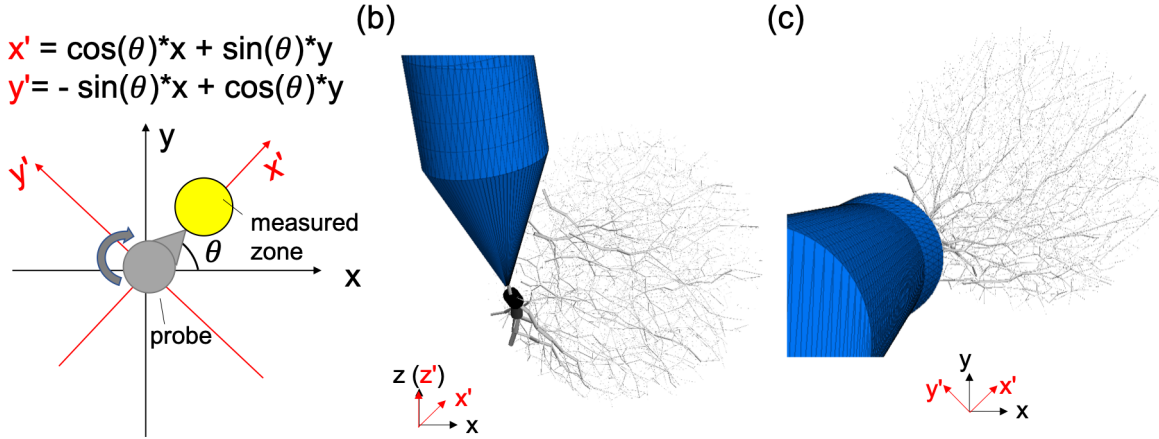 x' = cos(θ)*x + sin(θ)*y
y'= - sin(θ)*x + cos(θ)*y
y
y'
x'
measured
zone
θ
x
probe
(b)
z (z')
x'
x
(c)
y
y'
x'
x